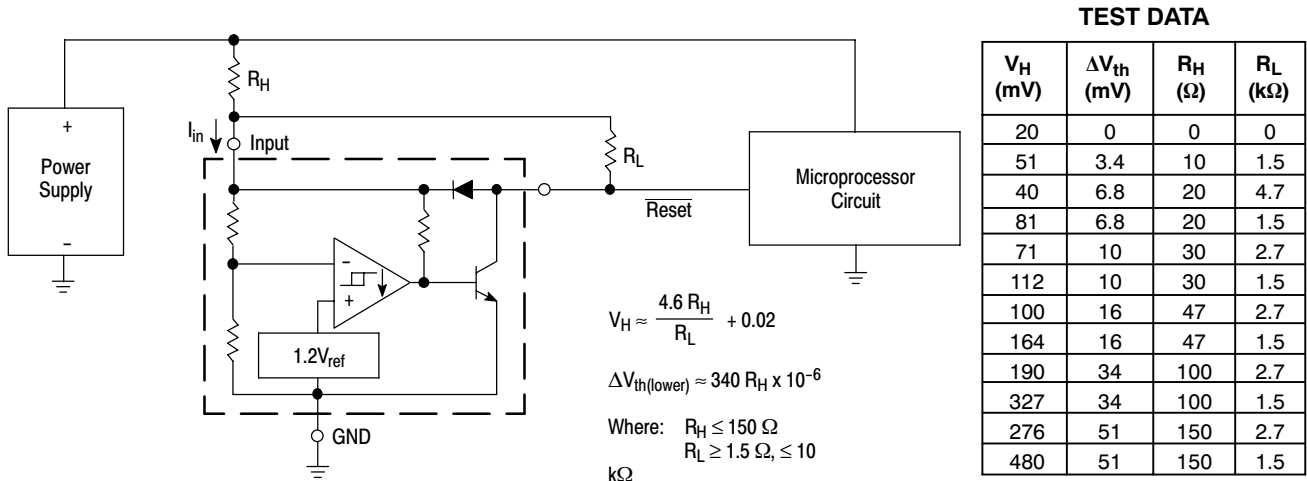 TEST DATA
V_H (mV) ΔV_th (mV) R_H (Ω) R_L (kΩ)
20 0 0 0
51 3.4 10 1.5
40 6.8 20 4.7
81 6.8 20 1.5
71 10 30 2.7
112 10 30 1.5
100 16 47 2.7
164 16 47 1.5
190 34 100 2.7
327 34 100 1.5
276 51 150 2.7
480 51 150 1.5
R_H
I_in
Input
R_L
+
Power
Supply
−
Microprocessor
Circuit
R̅e̅s̅e̅t̅
−
+
1.2V_ref
GND
V_H ≈ 4.6 R_H / R_L + 0.02
ΔV_th(lower) ≈ 340 R_H x 10⁻⁶
Where: R_H ≤ 150 Ω
R_L ≥ 1.5 Ω, ≤ 10
kΩ